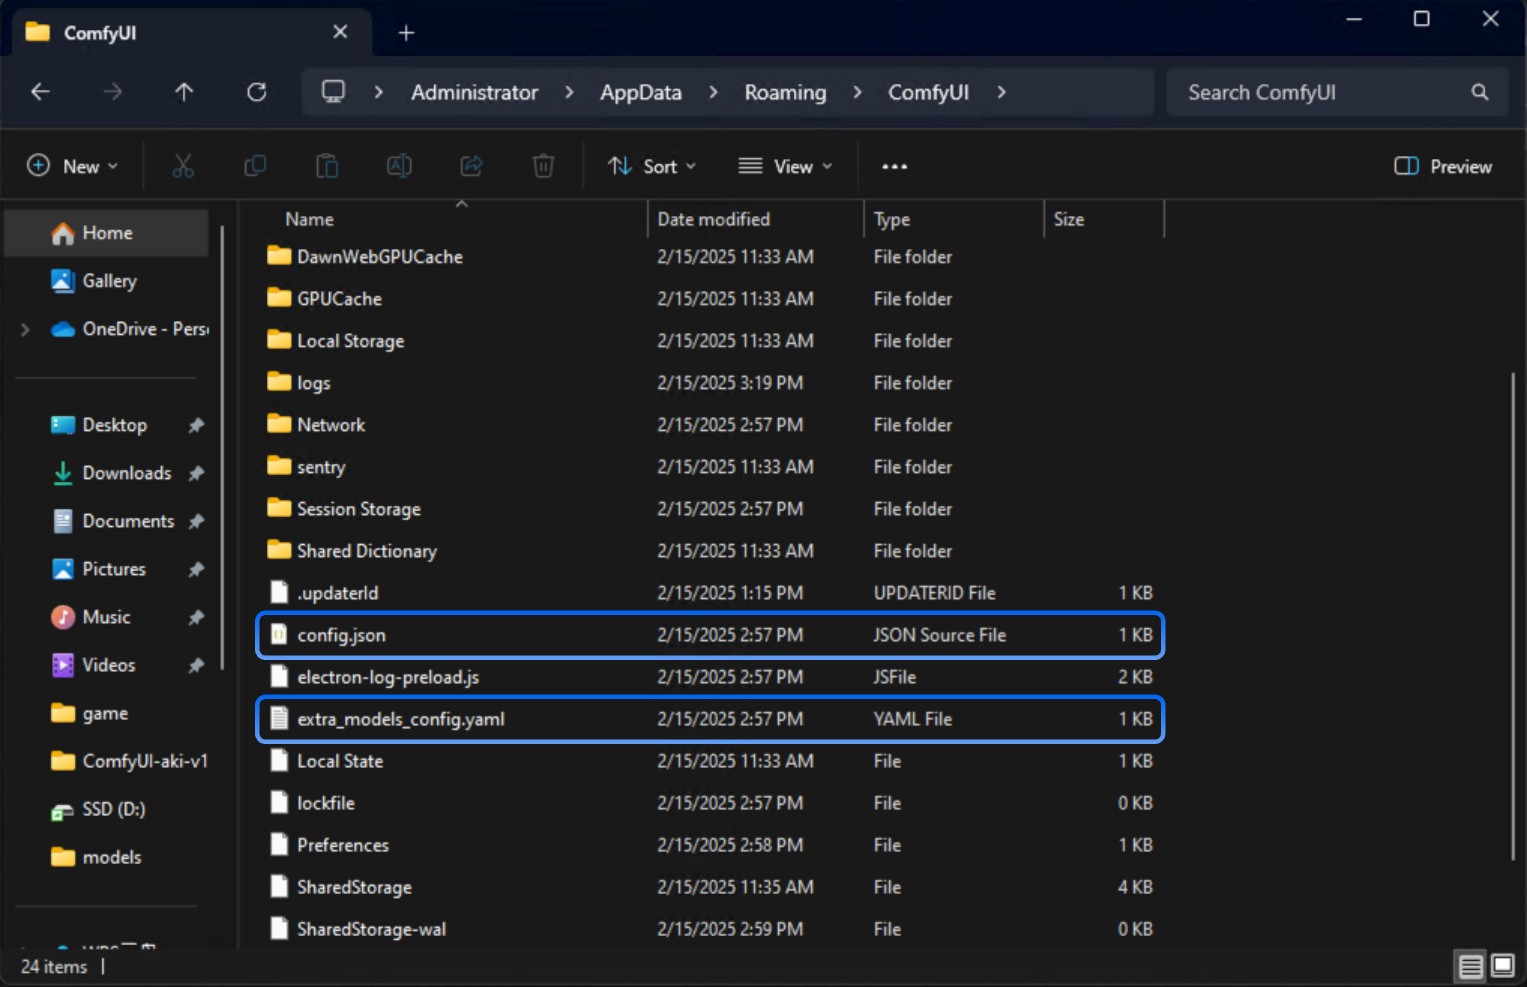 ComfyUI
Administrator > AppData > Roaming > ComfyUI >
Search ComfyUI
New
Sort
View
Preview
Home
Gallery
OneDrive - Pers
Desktop
Downloads
Documents
Pictures
Music
Videos
game
ComfyUI-aki-v1
SSD (D:)
models
Name Date modified Type Size
DawnWebGPUCache 2/15/2025 11:33 AM File folder
GPUCache 2/15/2025 11:33 AM File folder
Local Storage 2/15/2025 11:33 AM File folder
logs 2/15/2025 3:19 PM File folder
Network 2/15/2025 2:57 PM File folder
sentry 2/15/2025 11:33 AM File folder
Session Storage 2/15/2025 2:57 PM File folder
Shared Dictionary 2/15/2025 11:33 AM File folder
.updaterId 2/15/2025 1:15 PM UPDATERID File 1 KB
config.json 2/15/2025 2:57 PM JSON Source File 1 KB
electron-log-preload.js 2/15/2025 2:57 PM JSFile 2 KB
extra_models_config.yaml 2/15/2025 2:57 PM YAML File 1 KB
Local State 2/15/2025 11:33 AM File 1 KB
lockfile 2/15/2025 2:57 PM File 0 KB
Preferences 2/15/2025 2:58 PM File 1 KB
SharedStorage 2/15/2025 11:35 AM File 4 KB
SharedStorage-wal 2/15/2025 2:59 PM File 0 KB
24 items